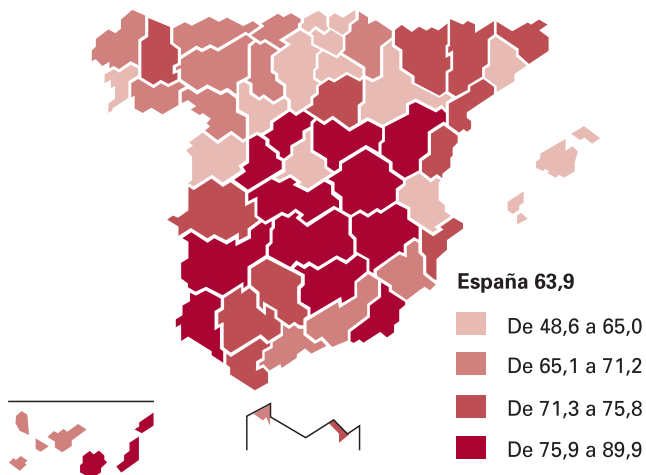 España 63,9
De 48,6 a 65,0
De 65,1 a 71,2
De 71,3 a 75,8
De 75,9 a 89,9